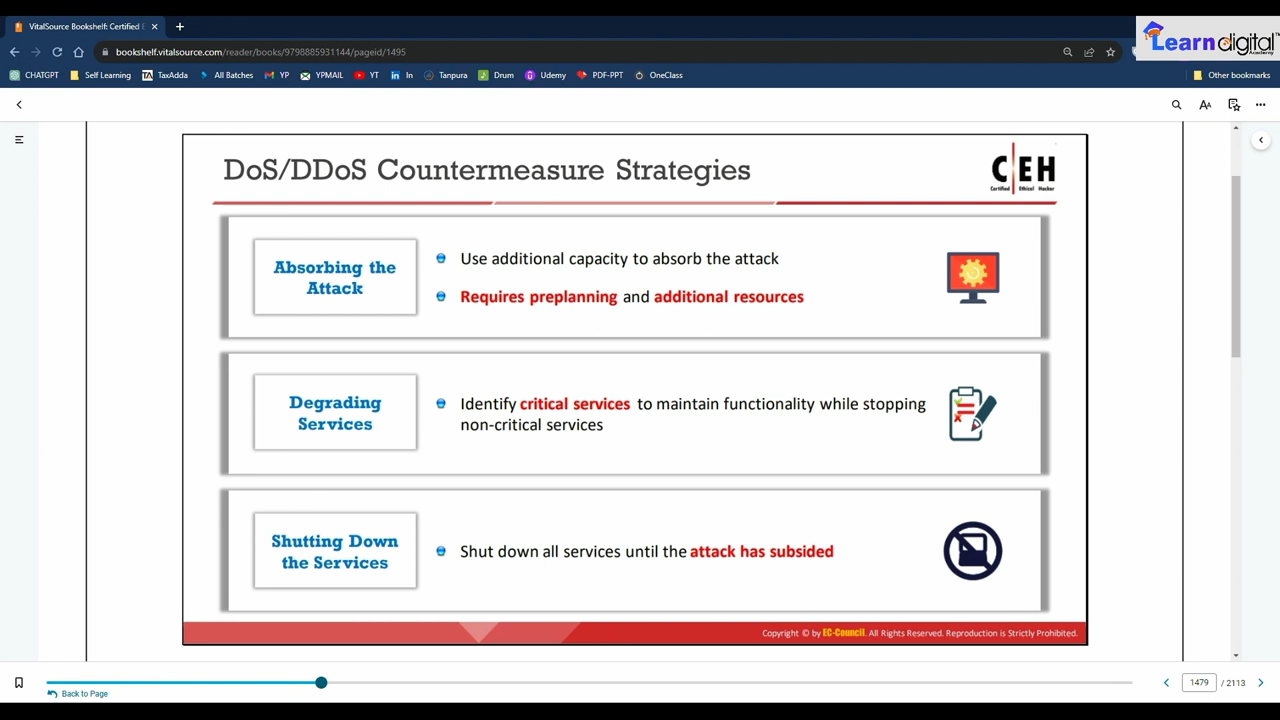 VitalSource Bookshelf: Certified E
bookshelf.vitalsource.com/reader/books/9798885931144/pageid/1495
Learn digital
Academy
CHATGPT Self Learning TaxAdda All Batches YP YPMAIL YT In Tanpura Drum Udemy PDF-PPT OneClass Other bookmarks
DoS/DDoS Countermeasure Strategies
C|EH
Certified Ethical Hacker
Absorbing the
Attack
Use additional capacity to absorb the attack
Requires preplanning and additional resources
Degrading
Services
Identify critical services to maintain functionality while stopping
non-critical services
Shutting Down
the Services
Shut down all services until the attack has subsided
Copyright © by EC-Council. All Rights Reserved. Reproduction is Strictly Prohibited.
Back to Page
1479 / 2113